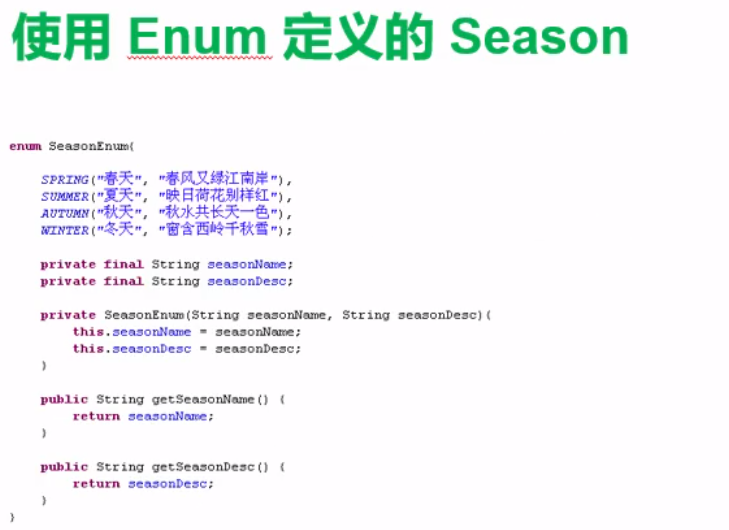 使用 Enum 定义的 Season
enum SeasonEnum{
SPRING("春天", "春风又绿江南岸"),
SUMMER("夏天", "映日荷花别样红"),
AUTUMN("秋天", "秋水共长天一色"),
WINTER("冬天", "窗含西岭千秋雪");
private final String seasonName;
private final String seasonDesc;
private SeasonEnum(String seasonName, String seasonDesc){
this.seasonName = seasonName;
this.seasonDesc = seasonDesc;
}
public String getSeasonName() {
return seasonName;
}
public String getSeasonDesc() {
return seasonDesc;
}
}